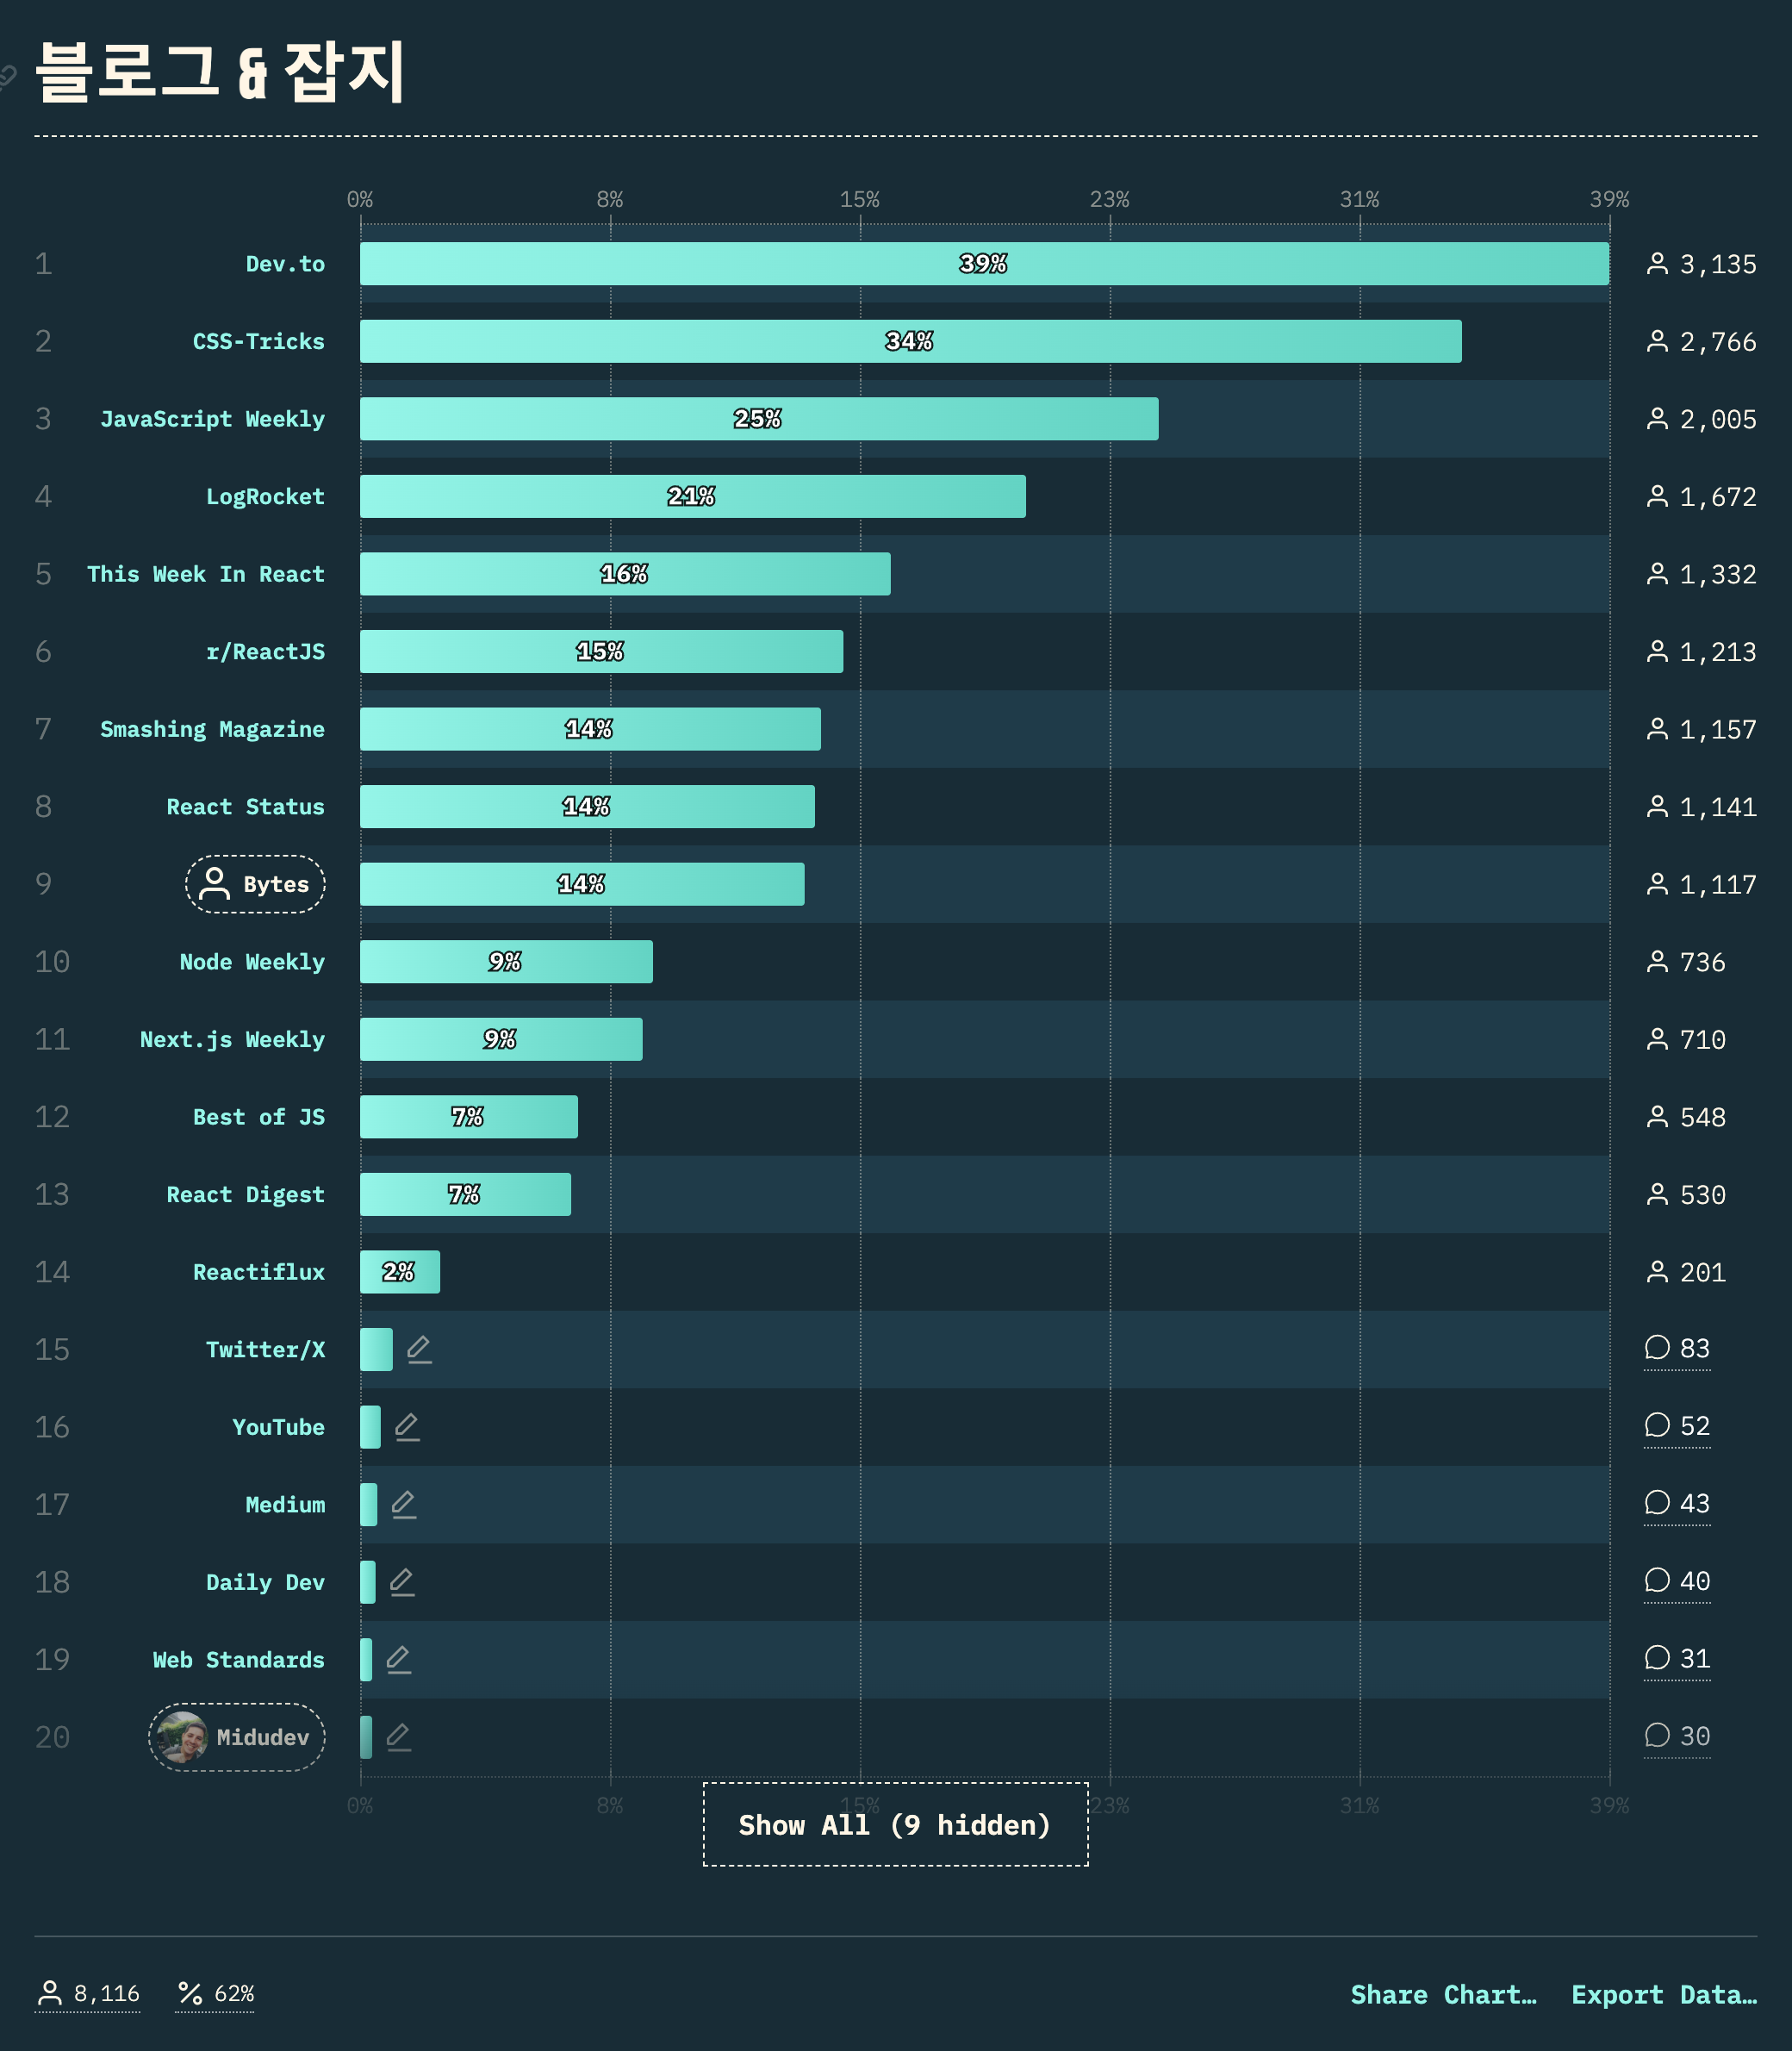 블로그 & 잡지
0% 8% 15% 23% 31% 39%
1 Dev.to 39% 3,135
2 CSS-Tricks 34% 2,766
3 JavaScript Weekly 25% 2,005
4 LogRocket 21% 1,672
5 This Week In React 16% 1,332
6 r/ReactJS 15% 1,213
7 Smashing Magazine 14% 1,157
8 React Status 14% 1,141
9 Bytes 14% 1,117
10 Node Weekly 9% 736
11 Next.js Weekly 9% 710
12 Best of JS 7% 548
13 React Digest 7% 530
14 Reactiflux 2% 201
15 Twitter/X 83
16 YouTube 52
17 Medium 43
18 Daily Dev 40
19 Web Standards 31
20 Midudev 30
0% 8% 15% 23% 31% 39%
Show All (9 hidden)
8,116 62% Share Chart… Export Data…